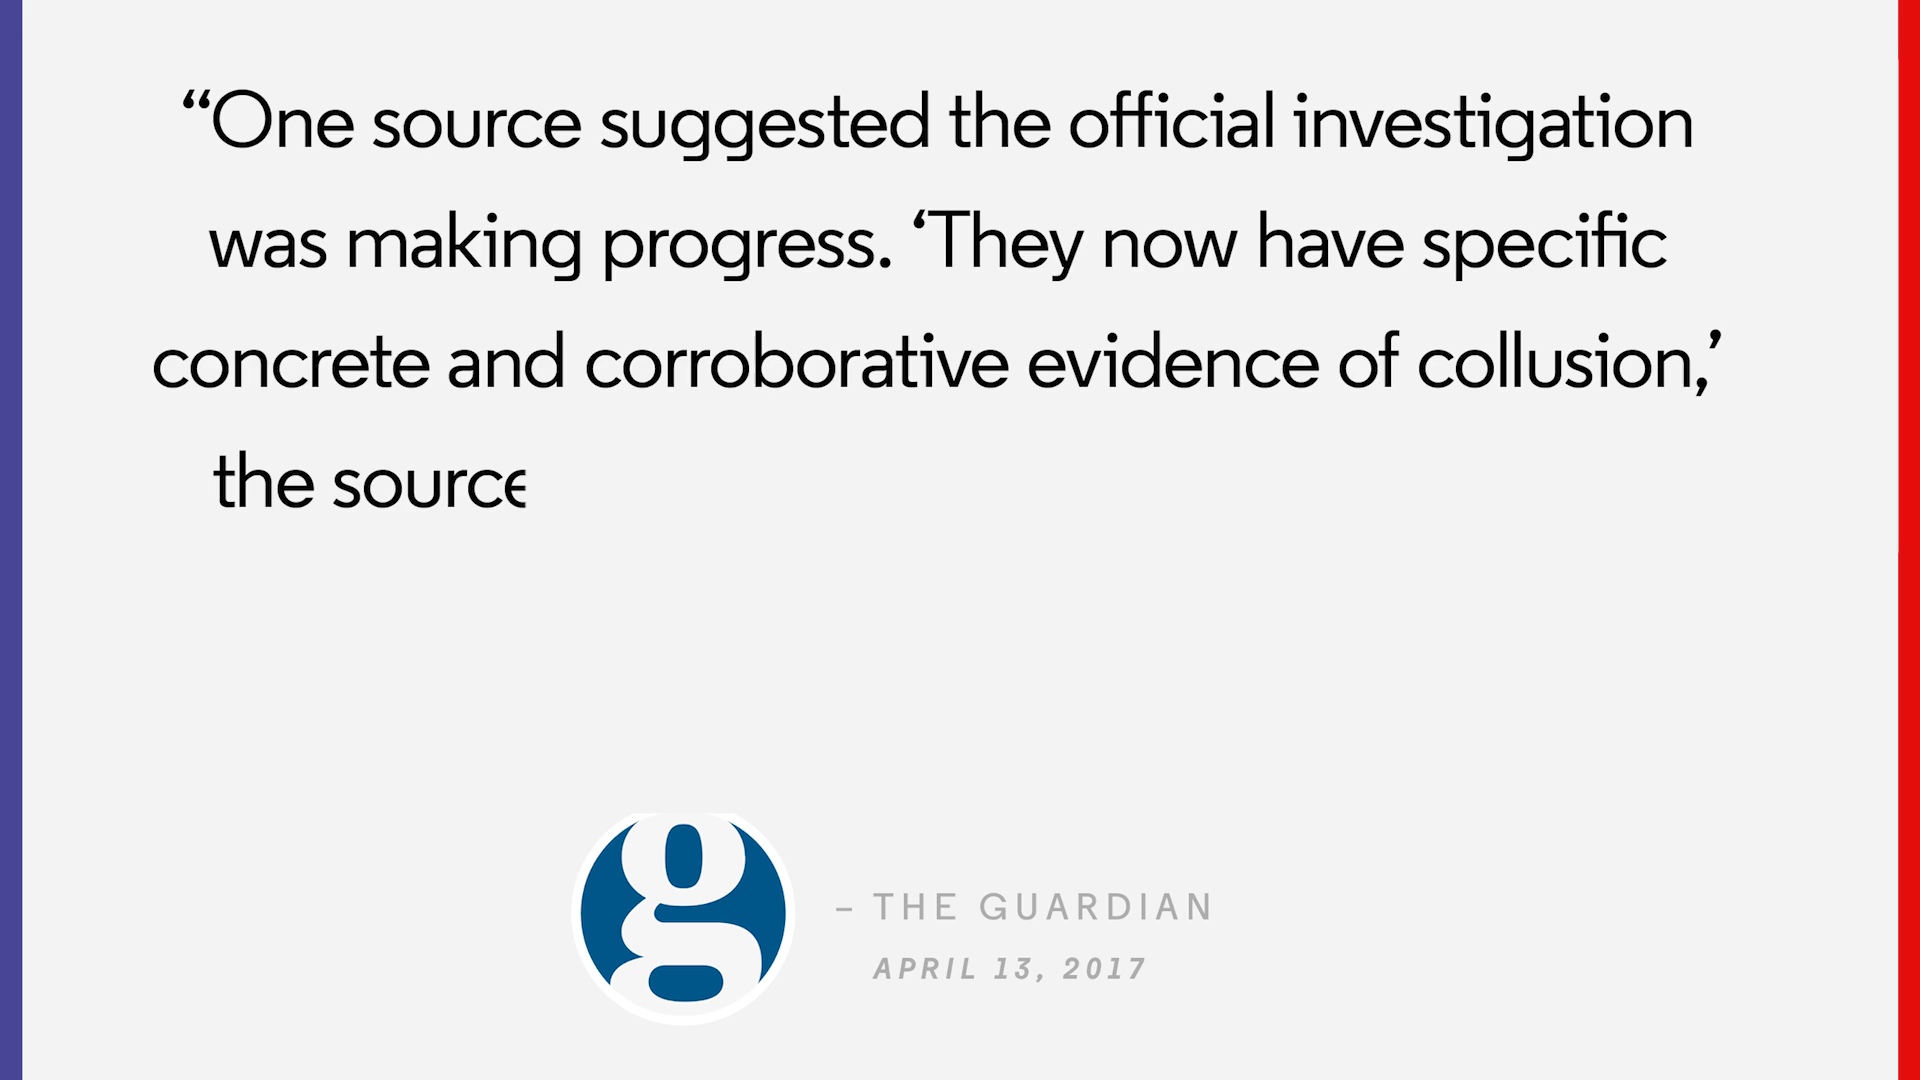 “One source suggested the official investigation
was making progress. ‘They now have specific
concrete and corroborative evidence of collusion,’
the source
g
– THE GUARDIAN
APRIL 13, 2017